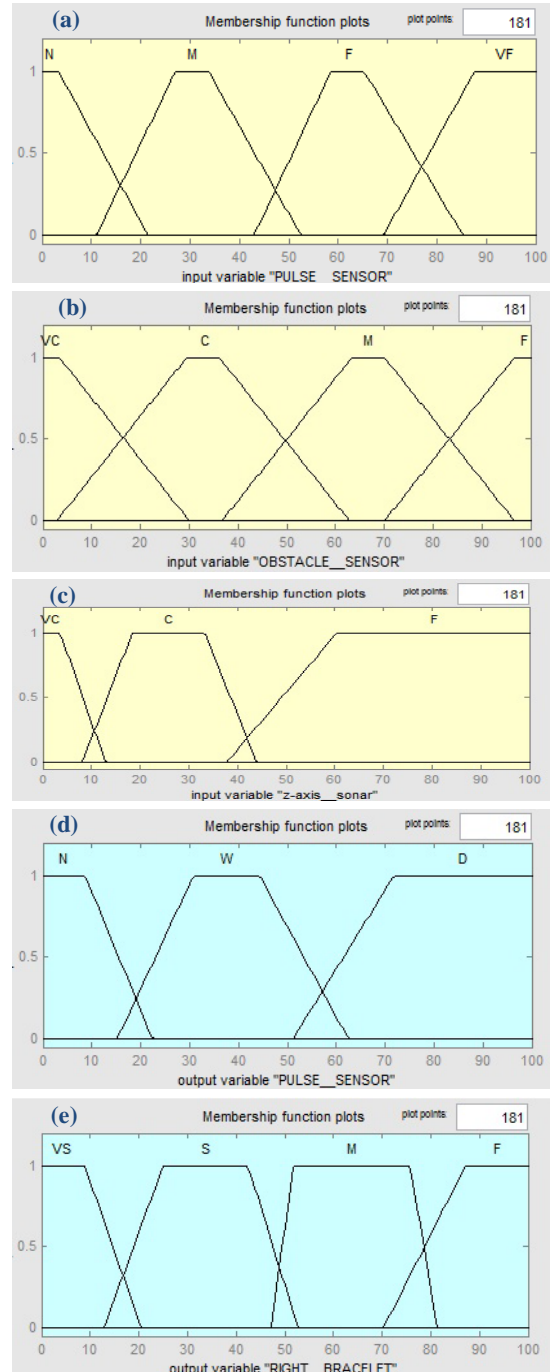 (a) Membership function plots plot points: 181
N M F VF
1
0.5
0
0 10 20 30 40 50 60 70 80 90 100
input variable "PULSE__SENSOR"
(b) Membership function plots plot points: 181
VC C M F
1
0.5
0
0 10 20 30 40 50 60 70 80 90 100
input variable "OBSTACLE__SENSOR"
(c) Membership function plots plot points: 181
VC C F
1
0.5
0
0 10 20 30 40 50 60 70 80 90 100
input variable "z-axis__sonar"
(d) Membership function plots plot points: 181
N W D
1
0.5
0
0 10 20 30 40 50 60 70 80 90 100
output variable "PULSE__SENSOR"
(e) Membership function plots plot points: 181
VS S M F
1
0.5
0
0 10 20 30 40 50 60 70 80 90 100
output variable "RIGHT__BRACELET"